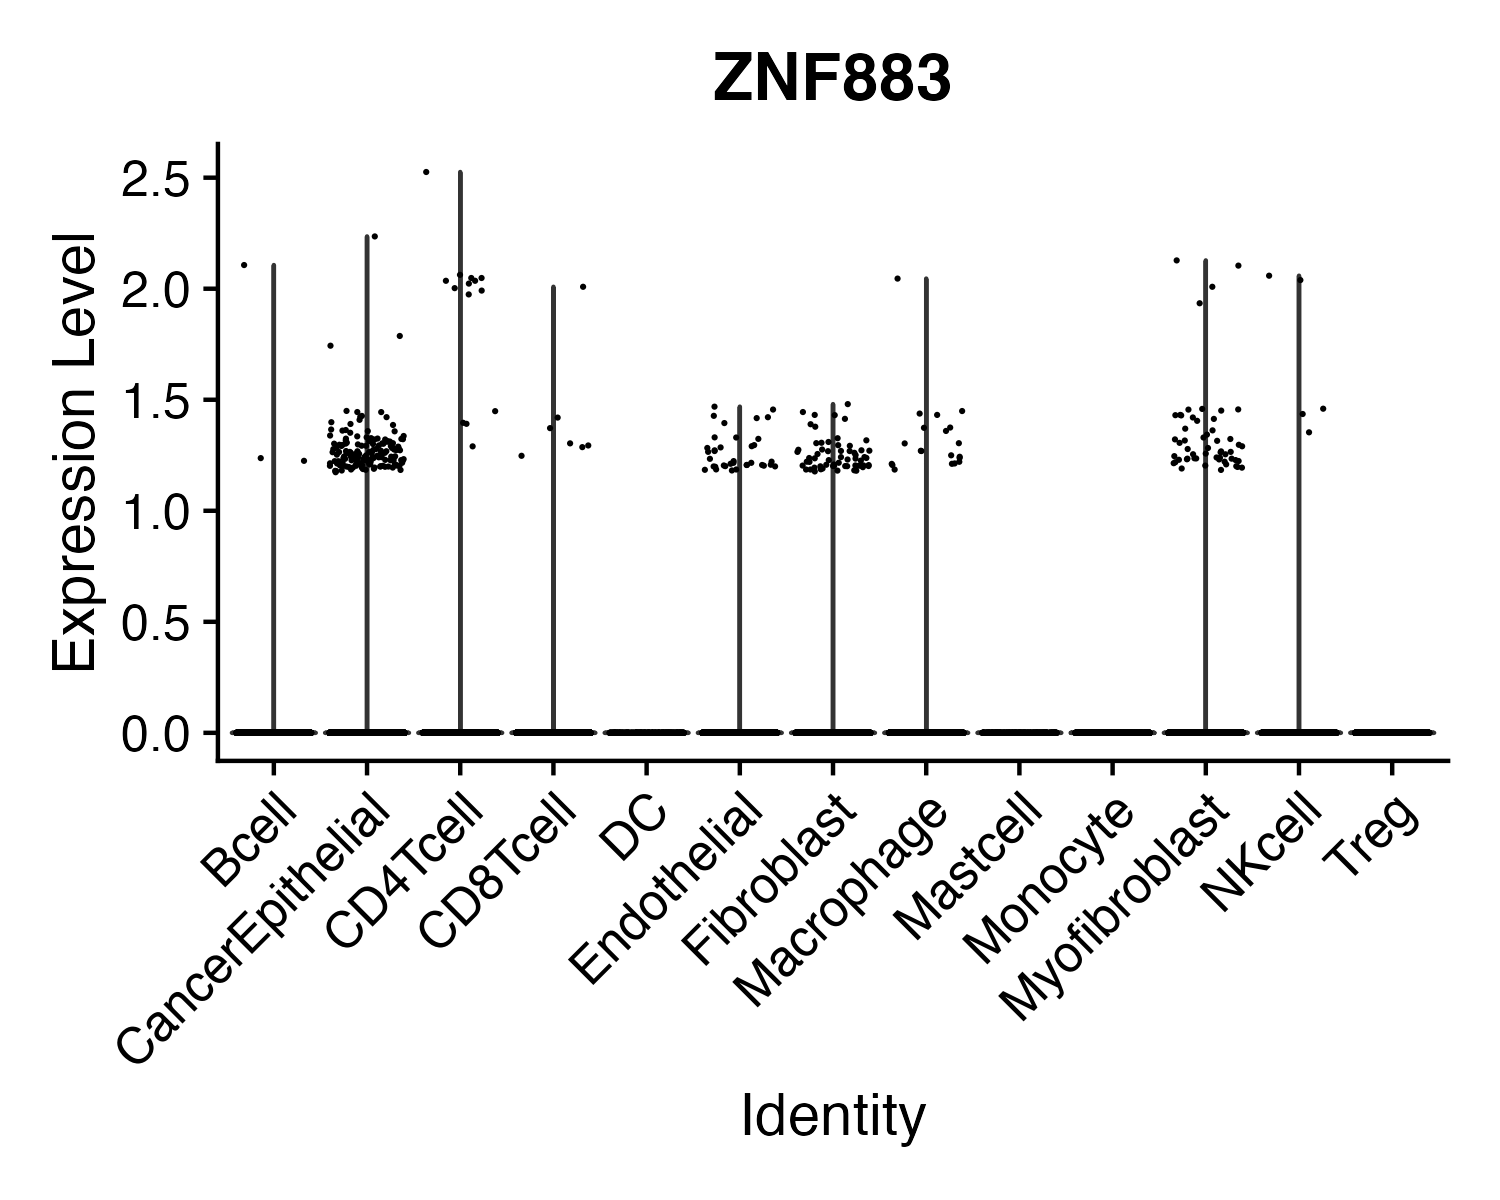 ZNF883
Expression Level
2.5
2.0
1.5
1.0
0.5
0.0
Bcell
CancerEpithelial
CD4Tcell
CD8Tcell
DC
Endothelial
Fibroblast
Macrophage
Mastcell
Monocyte
Myofibroblast
NKcell
Treg
Identity